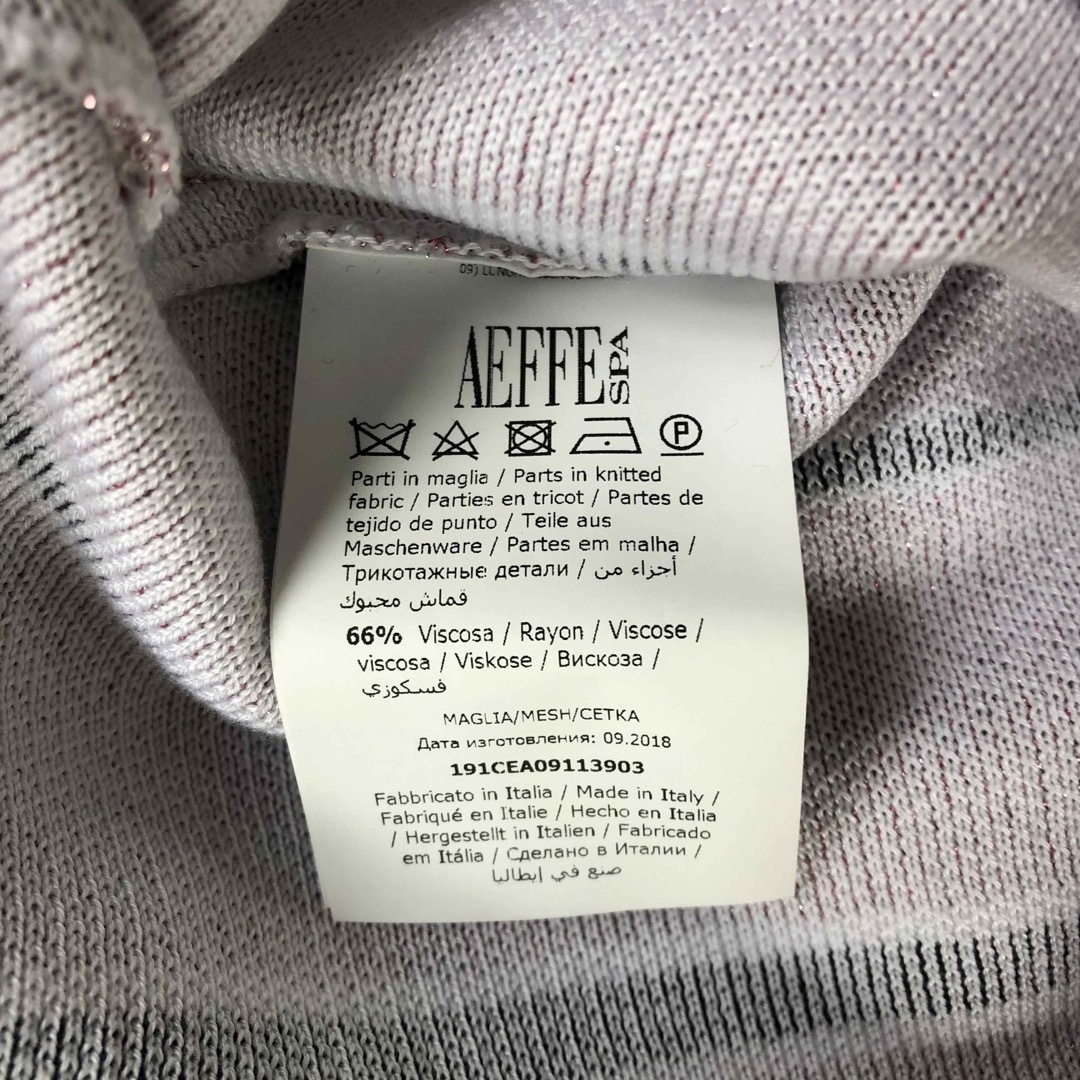 AEFFE SPA
P
Parti in maglia / Parts in knitted
fabric / Parties en tricot / Partes de
tejido de punto / Teile aus
Maschenware / Partes em malha /
Трикотажные детали / أجزاء من
قماش محبوك
66% Viscosa / Rayon / Viscose /
viscosa / Viskose / Вискоза /
فسكوزي
MAGLIA/MESH/СЕТКА
Дата изготовления: 09.2018
191CEA09113903
Fabbricato in Italia / Made in Italy /
Fabriqué en Italie / Hecho en Italia
/ Hergestellt in Italien / Fabricado
em Itália / Сделано в Италии /
صنع في إيطاليا